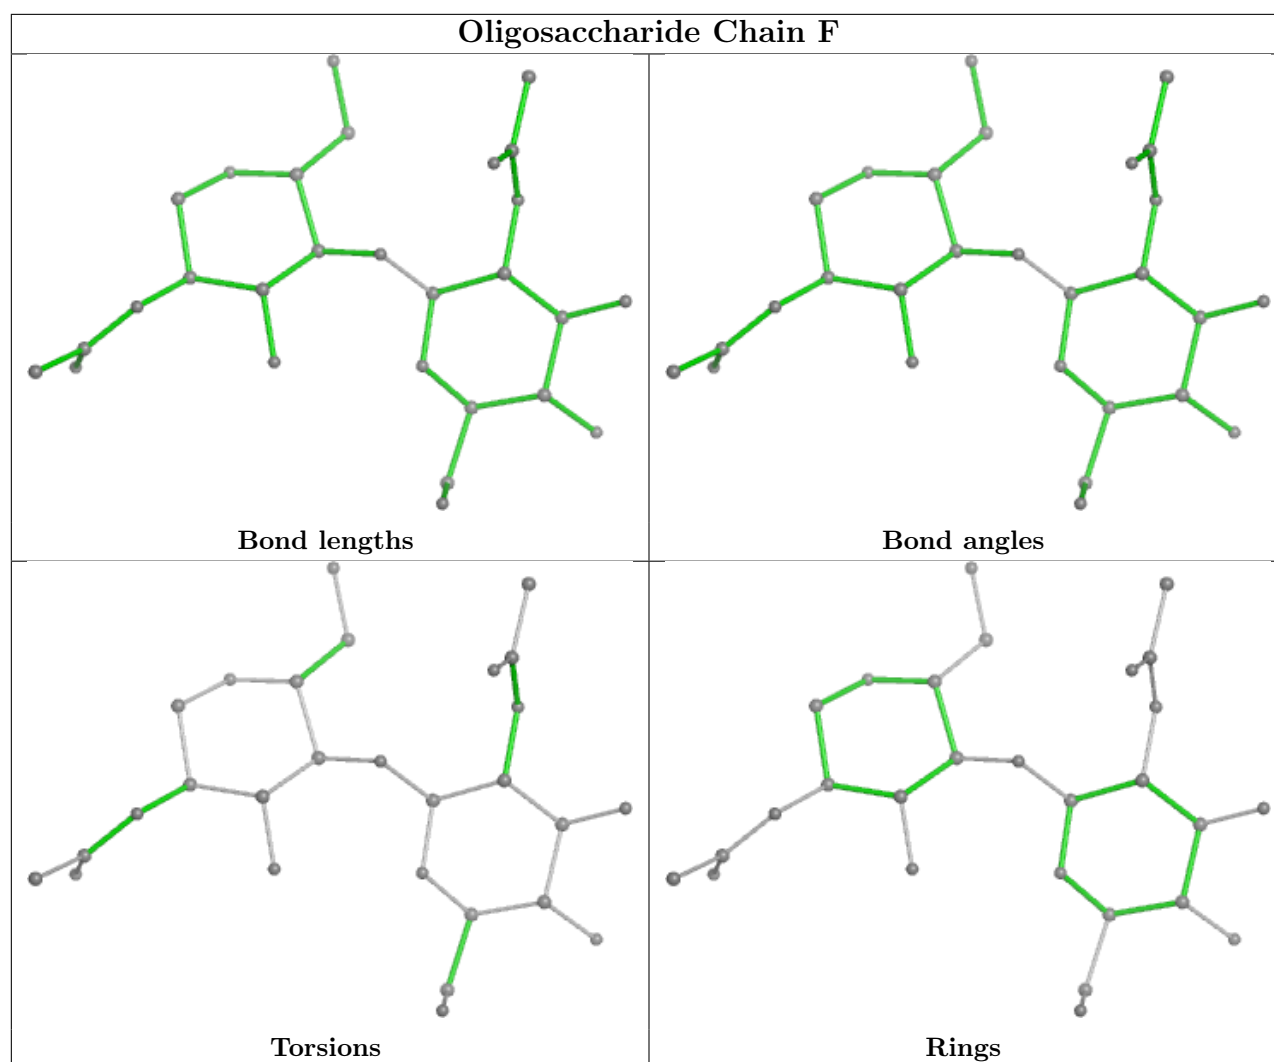 Oligosaccharide Chain F
Bond lengths
Bond angles
Torsions
Rings